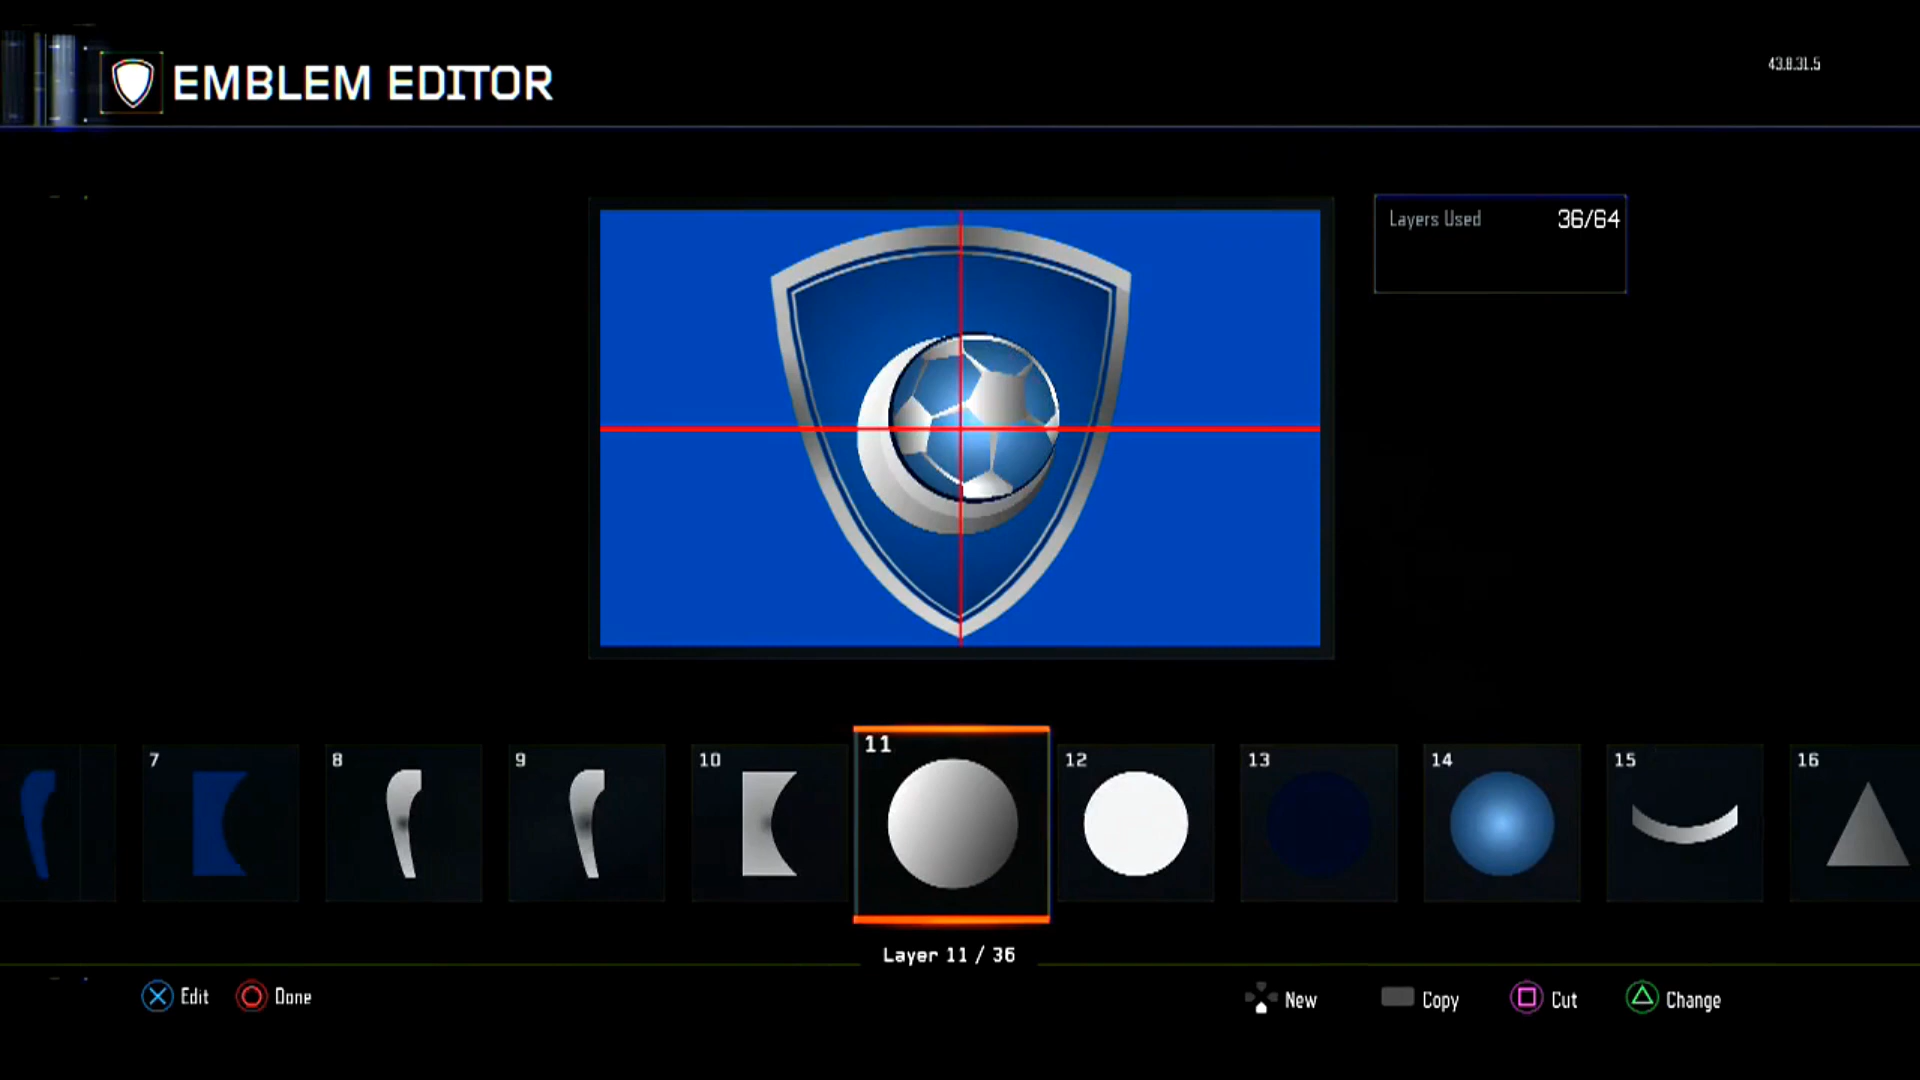 EMBLEM EDITOR
43.8.31.5
Layers Used 36/64
7 8 9 10 11 12 13 14 15 16
Layer 11 / 36
Edit Done New Copy Cut Change